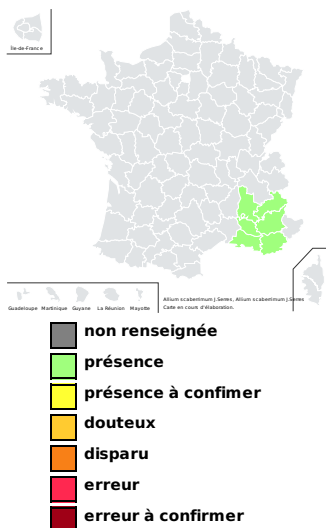 Île-de-France
Guadeloupe Martinique Guyane La Réunion Mayotte
Allium scaberrimum J.Serres, Allium scaberrimum J.Serres
Carte en cours d'élaboration.
non renseignée
présence
présence à confimer
douteux
disparu
erreur
erreur à confirmer